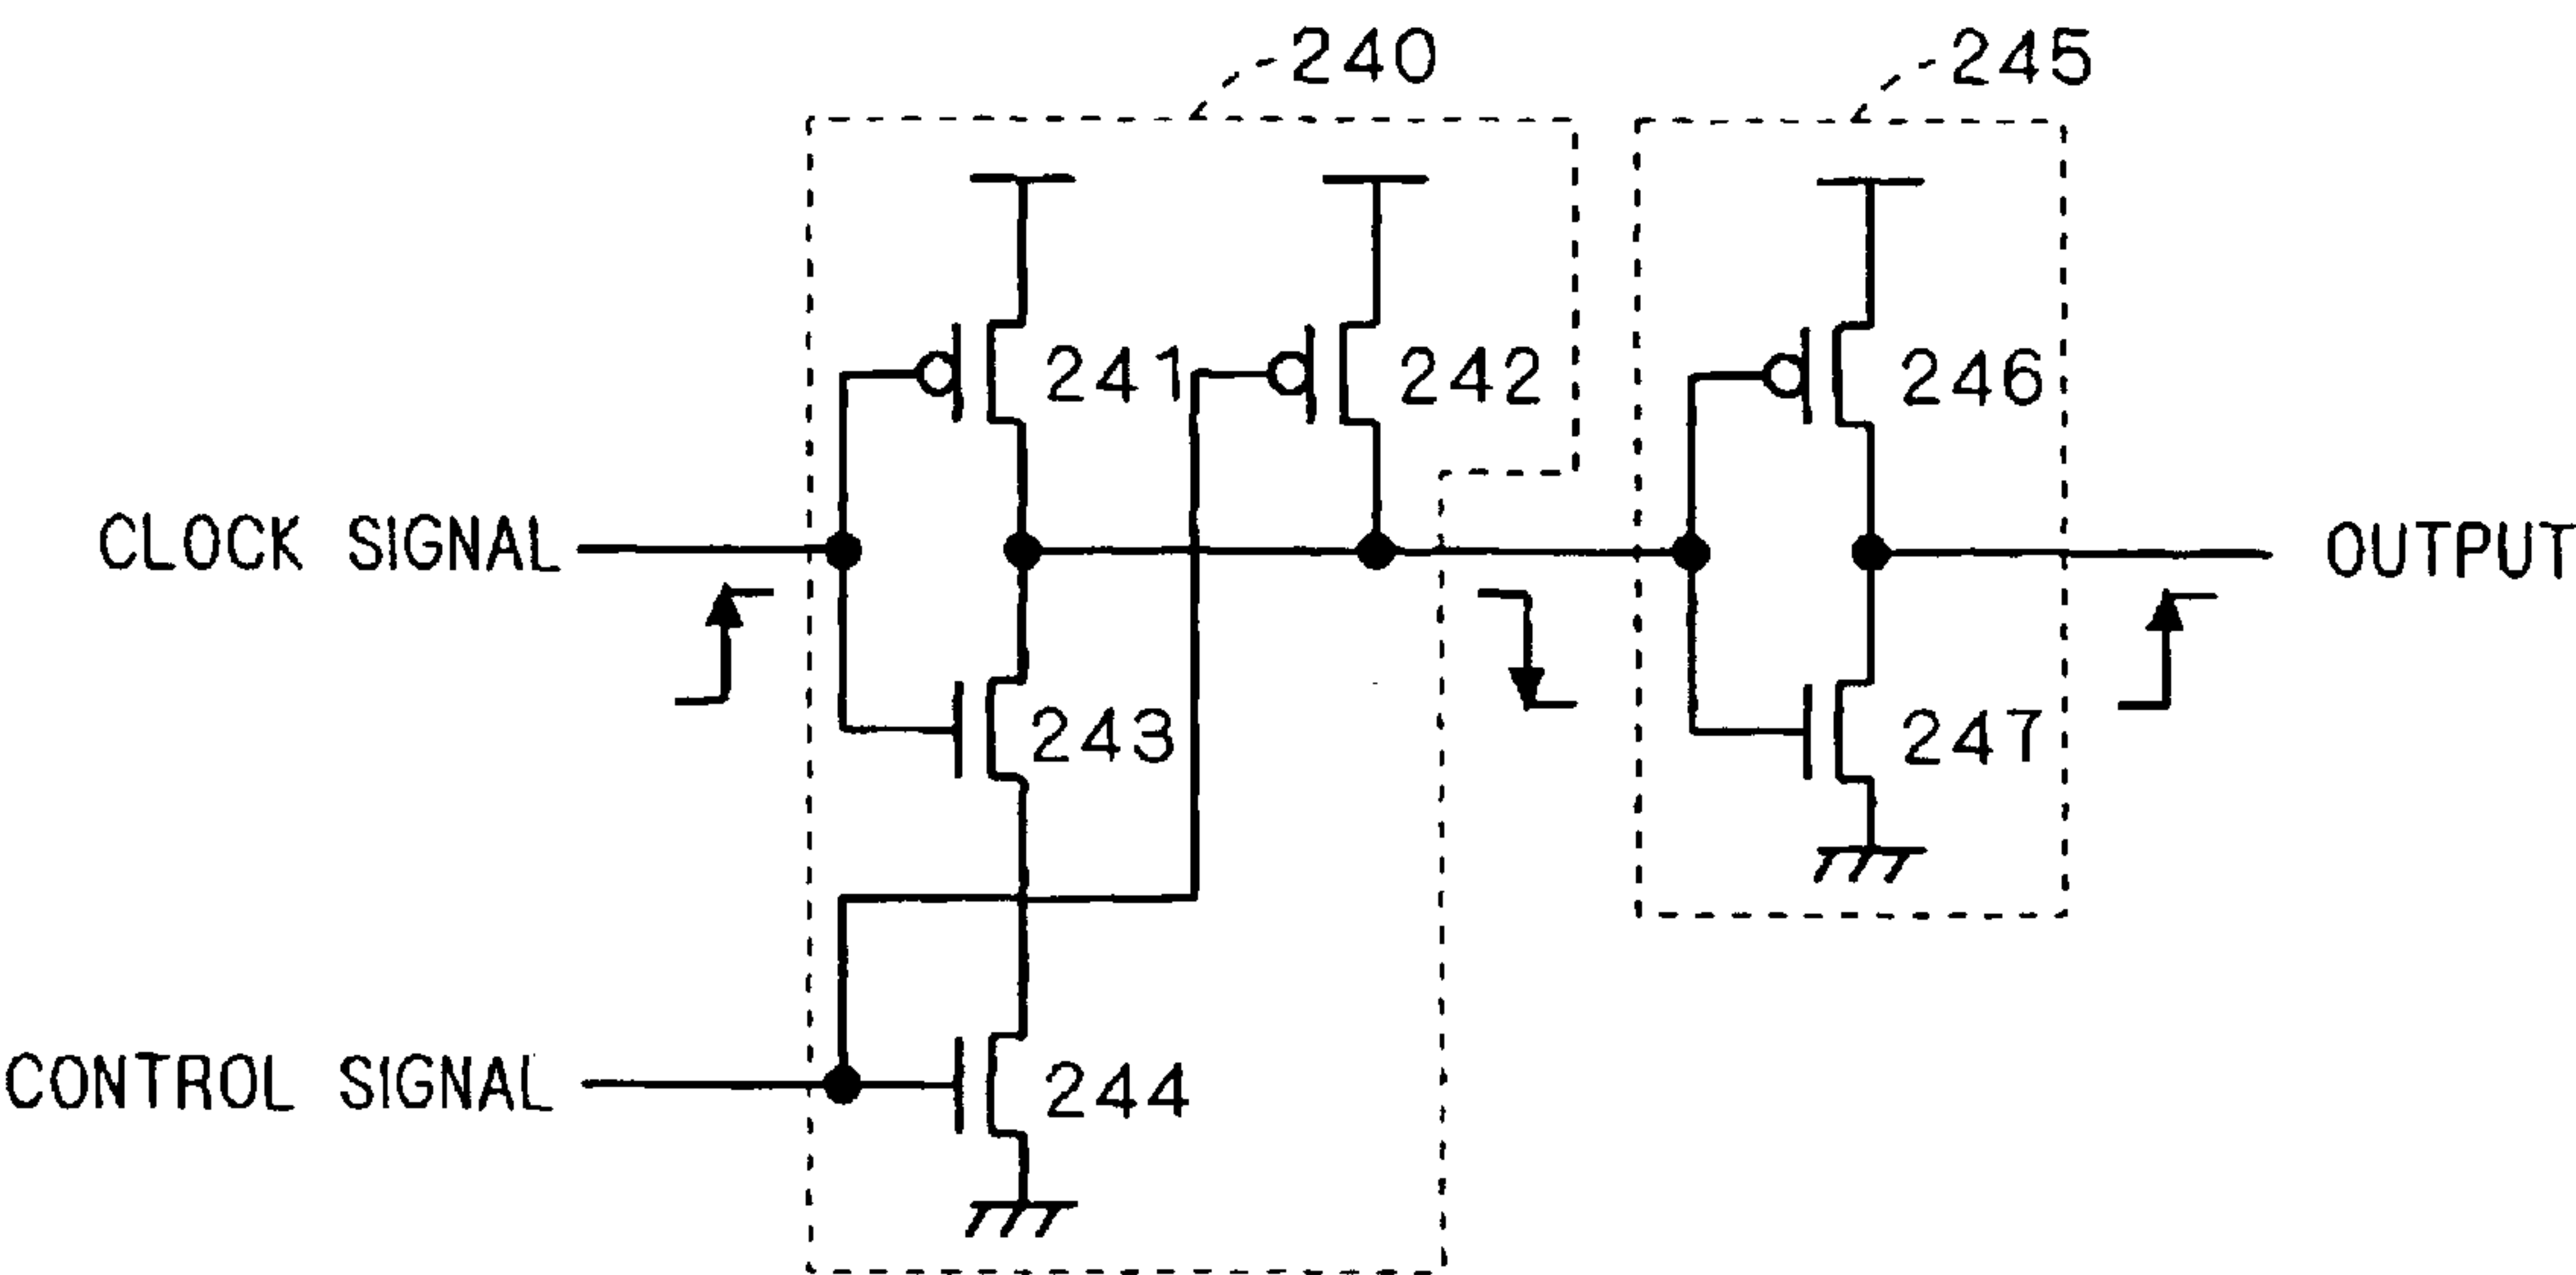 240
245
241
242
246
CLOCK SIGNAL
OUTPUT
243
247
CONTROL SIGNAL
244